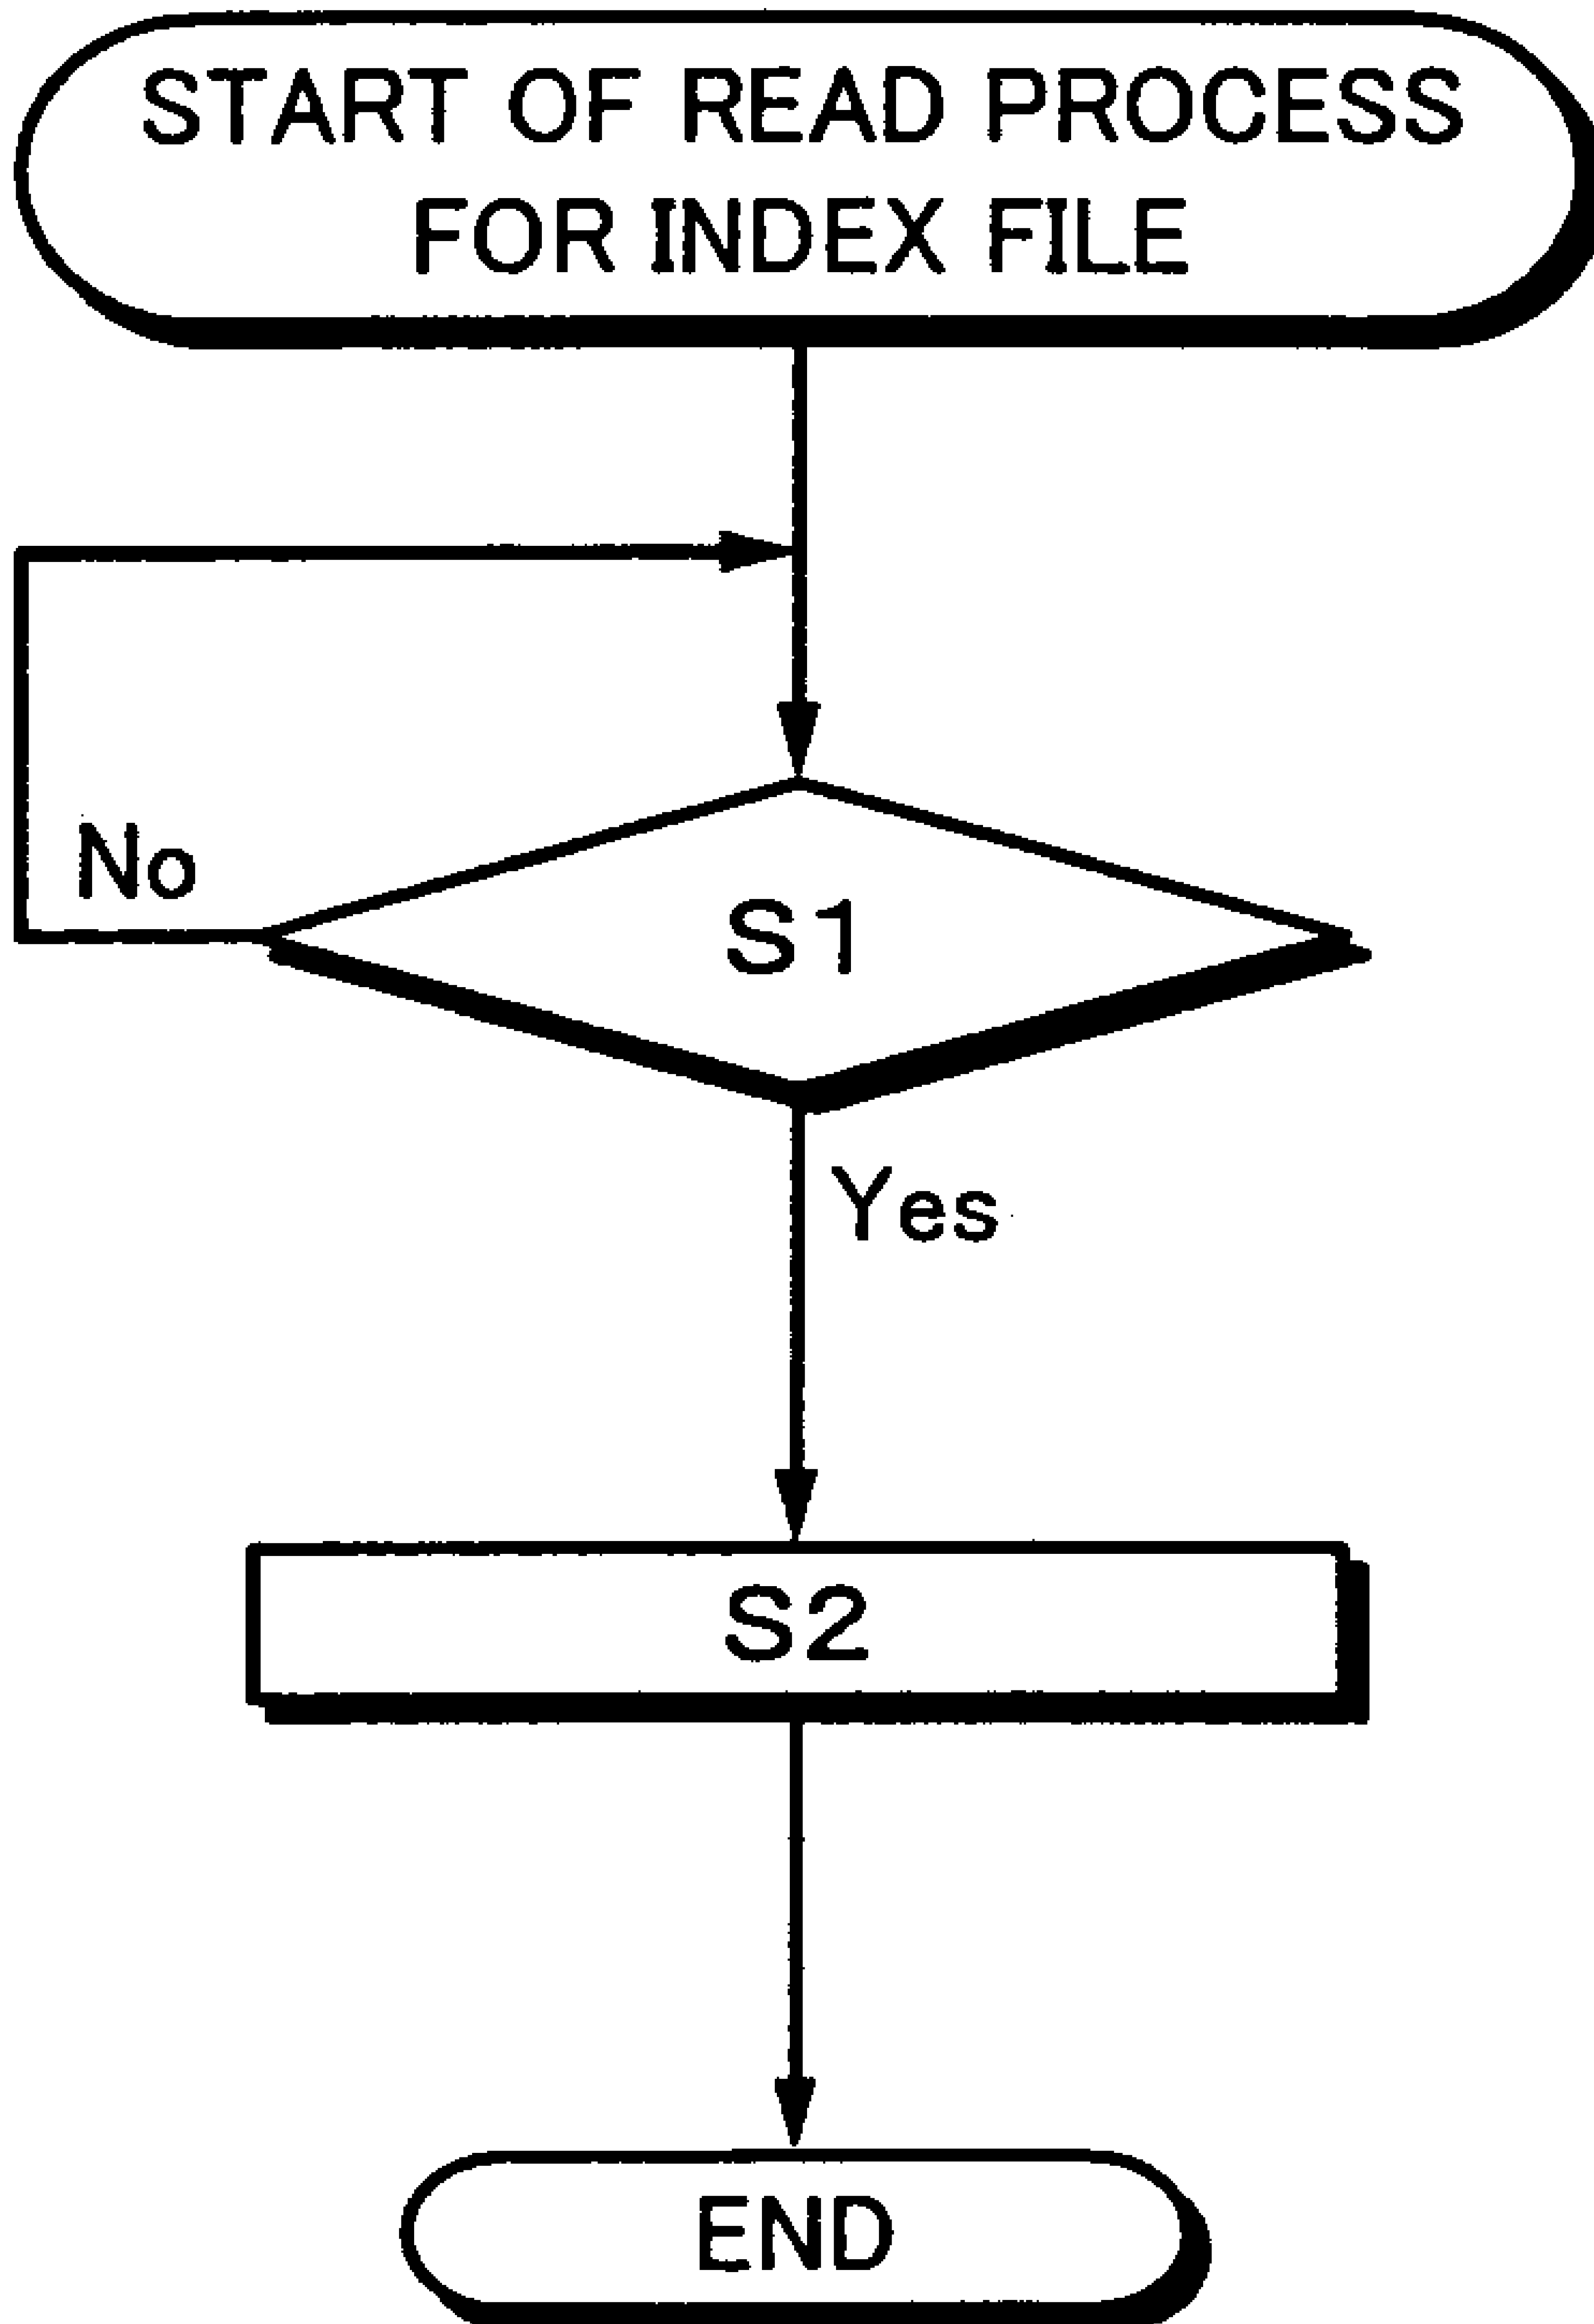 START OF READ PROCESS
FOR INDEX FILE
No
S1
Yes
S2
END